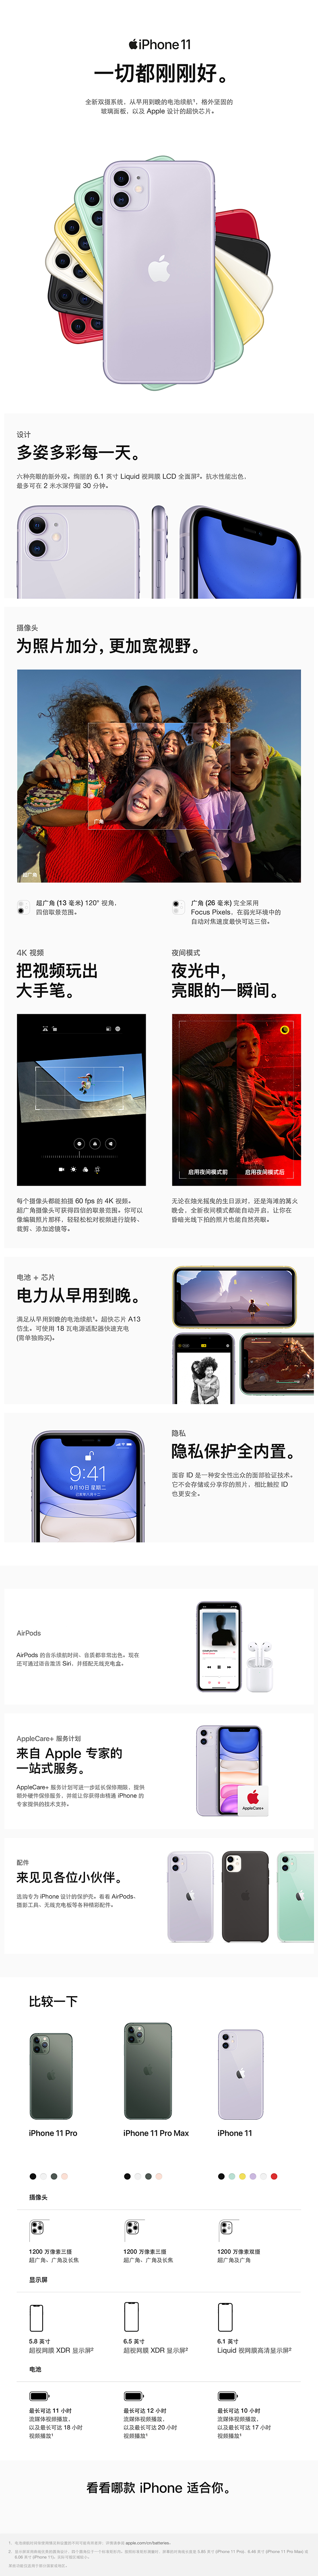 iPhone 11
一切都刚刚好。
全新双摄系统，从早用到晚的电池续航¹，格外坚固的
玻璃面板，以及 Apple 设计的超快芯片。
设计
多姿多彩每一天。
六种亮眼的新外观。绚丽的 6.1 英寸 Liquid 视网膜 LCD 全面屏²。抗水性能出色，
最多可在 2 米水深停留 30 分钟。
摄像头
为照片加分，更加宽视野。
广角
超广角
超广角 (13 毫米) 120° 视角，
四倍取景范围。
广角 (26 毫米) 完全采用
Focus Pixels，在弱光环境中的
自动对焦速度最快可达三倍。
4K 视频
把视频玩出
大手笔。
每个摄像头都能拍摄 60 fps 的 4K 视频。
超广角摄像头可获得四倍的取景范围。你可以
像编辑照片那样，轻轻松松对视频进行旋转、
裁剪、添加滤镜等。
夜间模式
夜光中，
亮眼的一瞬间。
启用夜间模式前
启用夜间模式后
无论在烛光摇曳的生日派对，还是海滩的篝火
晚会，全新夜间模式都能自动开启，让你在
昏暗光线下拍的照片也能自然亮眼。
电池 + 芯片
电力从早用到晚。
满足从早用到晚的电池续航¹。超快芯片 A13
仿生。可使用 18 瓦电源适配器快速充电
(需单独购买)。
9:41
9月10日 星期二
隐私
隐私保护全内置。
面容 ID 是一种安全性出众的面部验证技术。
它不会存储或分享你的照片，相比触控 ID
也更安全。
AirPods
AirPods 的音乐续航时间、音质都非常出色。现在
还可通过语音激活 Siri，并搭配无线充电盒。
AppleCare+ 服务计划
来自 Apple 专家的
一站式服务。
AppleCare+ 服务计划可进一步延长保修期限，提供
额外硬件保修服务，并能让你获得由核通 iPhone 的
专家提供的技术支持。
AppleCare+
配件
来见见各位小伙伴。
选购专为 iPhone 设计的保护壳。看看 AirPods、
摄影工具、无线充电板等各种精彩配件。
比较一下
iPhone 11 Pro
iPhone 11 Pro Max
iPhone 11
摄像头
1200 万像素三摄
超广角、广角及长焦
1200 万像素三摄
超广角、广角及长焦
1200 万像素双摄
超广角及广角
显示屏
5.8 英寸
超视网膜 XDR 显示屏²
6.5 英寸
超视网膜 XDR 显示屏²
6.1 英寸
Liquid 视网膜高清显示屏²
电池
最长可达 11 小时
流媒体视频播放，
以及最长可达 18 小时
视频播放¹
最长可达 12 小时
流媒体视频播放，
以及最长可达 20 小时
视频播放¹
最长可达 10 小时
流媒体视频播放，
以及最长可达 17 小时
视频播放¹
看看哪款 iPhone 适合你。